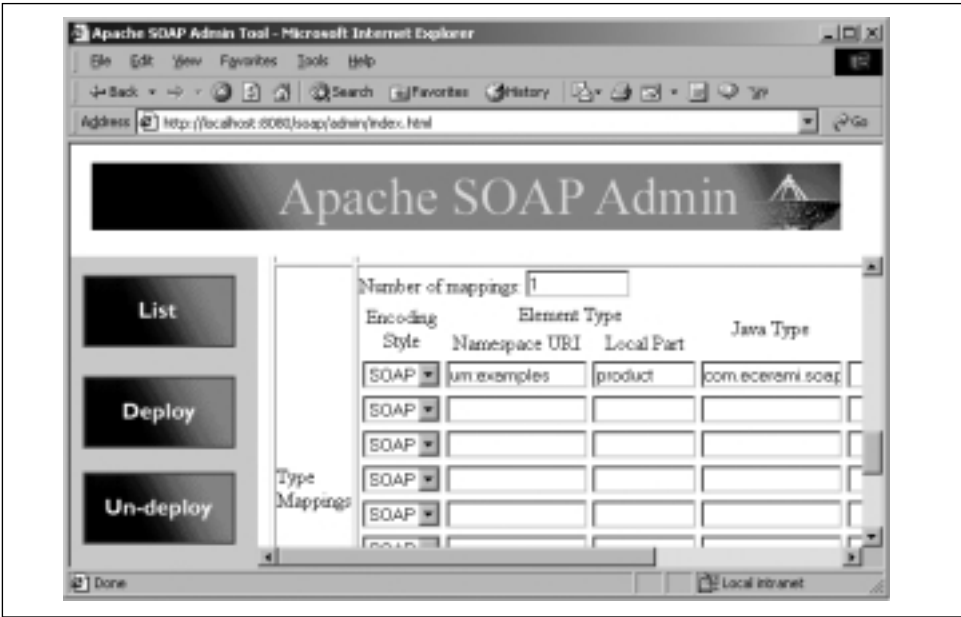 Apache SOAP Admin Tool - Microsoft Internet Explorer
File Edit View Favorites Tools Help
Back Search Favorites History
Address http://localhost:8080/soap/admin/index.html Go
Apache SOAP Admin
List
Deploy
Un-deploy
Number of mappings: 1
Encoding Style
Element Type
Namespace URI Local Part
Java Type
SOAP urn:examples product com.ecerami.soap
SOAP
SOAP
SOAP
SOAP
SOAP
Type
Mappings
Done Local intranet